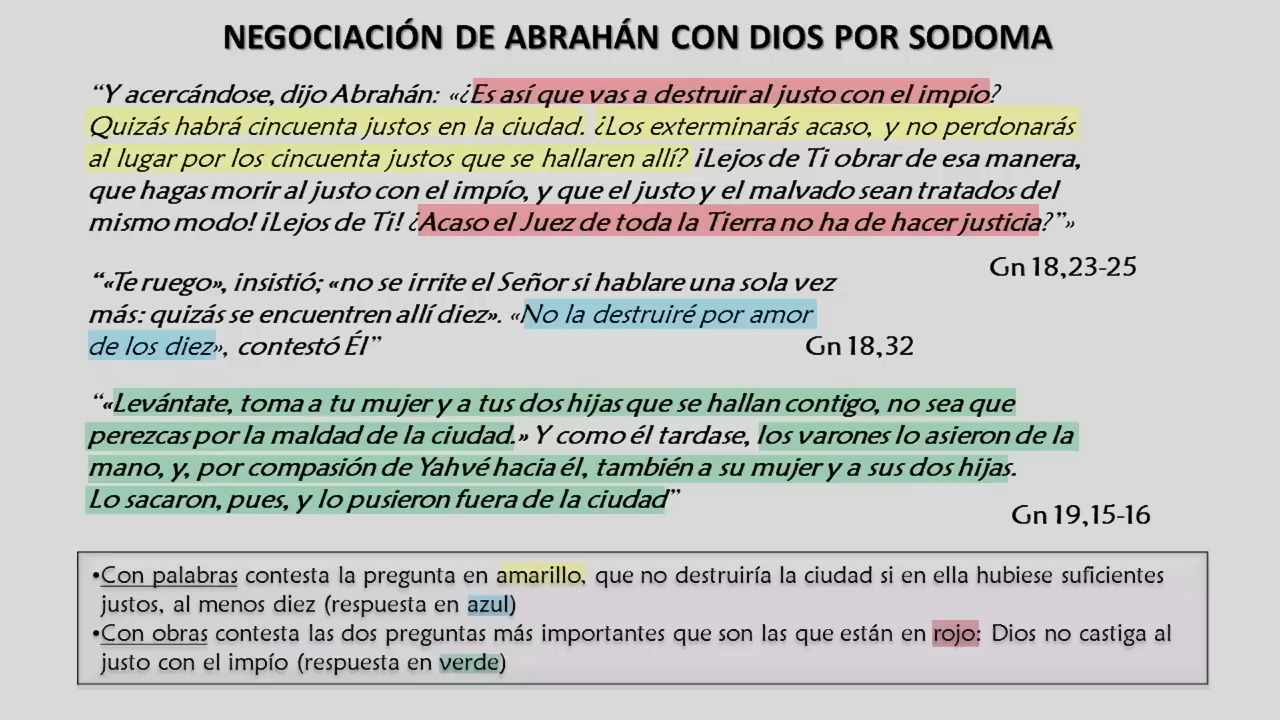 NEGOCIACIÓN DE ABRAHÁN CON DIOS POR SODOMA
“Y acercándose, dijo Abrahán: «¿Es así que vas a destruir al justo con el impío?
Quizás habrá cincuenta justos en la ciudad. ¿Los exterminarás acaso, y no perdonarás
al lugar por los cincuenta justos que se hallaren allí? ¡Lejos de Ti obrar de esa manera,
que hagas morir al justo con el impío, y que el justo y el malvado sean tratados del
mismo modo! ¡Lejos de Ti! ¿Acaso el Juez de toda la Tierra no ha de hacer justicia?”»
Gn 18,23-25
“«Te ruego», insistió; «no se irrite el Señor si hablare una sola vez
más: quizás se encuentren allí diez». «No la destruiré por amor
de los diez», contestó Él”
Gn 18,32
“«Levántate, toma a tu mujer y a tus dos hijas que se hallan contigo, no sea que
perezcas por la maldad de la ciudad.» Y como él tardase, los varones lo asieron de la
mano, y, por compasión de Yahvé hacia él, también a su mujer y a sus dos hijas.
Lo sacaron, pues, y lo pusieron fuera de la ciudad”
Gn 19,15-16
•Con palabras contesta la pregunta en amarillo, que no destruiría la ciudad si en ella hubiese suficientes
justos, al menos diez (respuesta en azul)
•Con obras contesta las dos preguntas más importantes que son las que están en rojo: Dios no castiga al
justo con el impío (respuesta en verde)